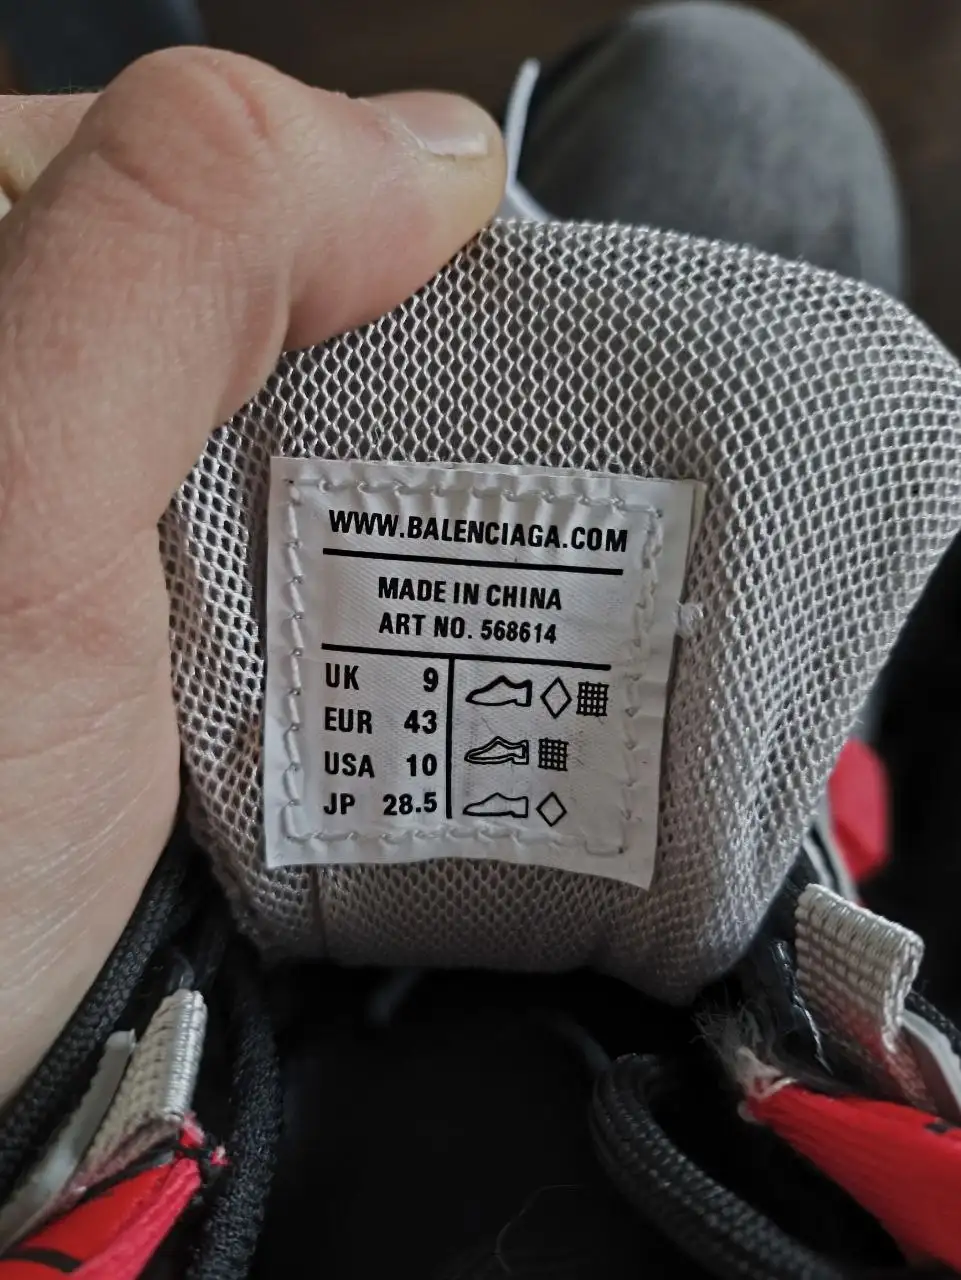 WWW.BALENCIAGA.COM
MADE IN CHINA
ART NO. 568614
UK 9
EUR 43
USA 10
JP 28.5